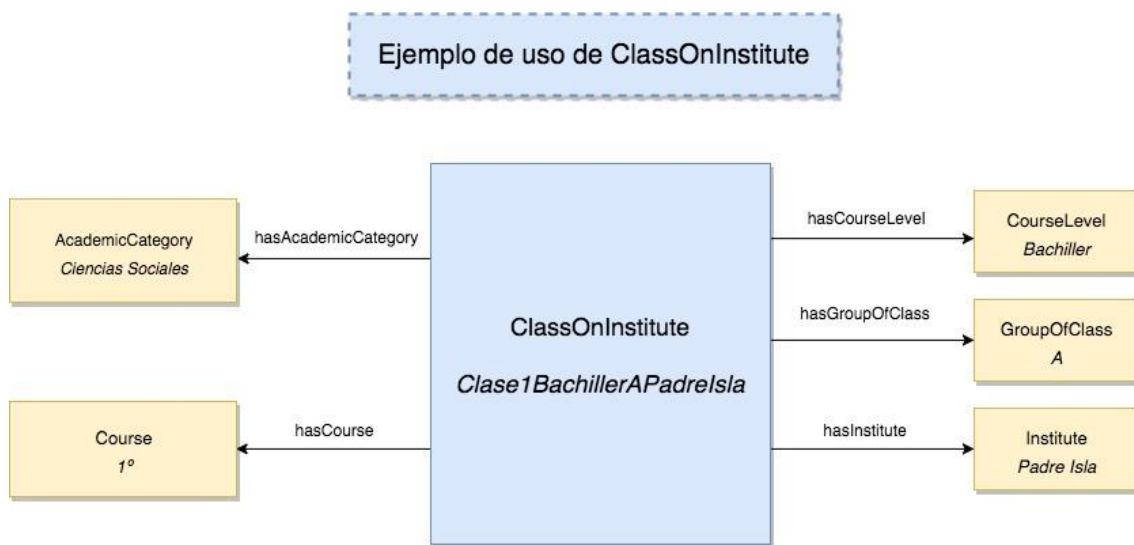 Ejemplo de uso de ClassOnInstitute
AcademicCategory
Ciencias Sociales
hasAcademicCategory
Course
1º
hasCourse
ClassOnInstitute
Clase1BachillerAPadreIsla
hasCourseLevel
CourseLevel
Bachiller
hasGroupOfClass
GroupOfClass
A
hasInstitute
Institute
Padre Isla